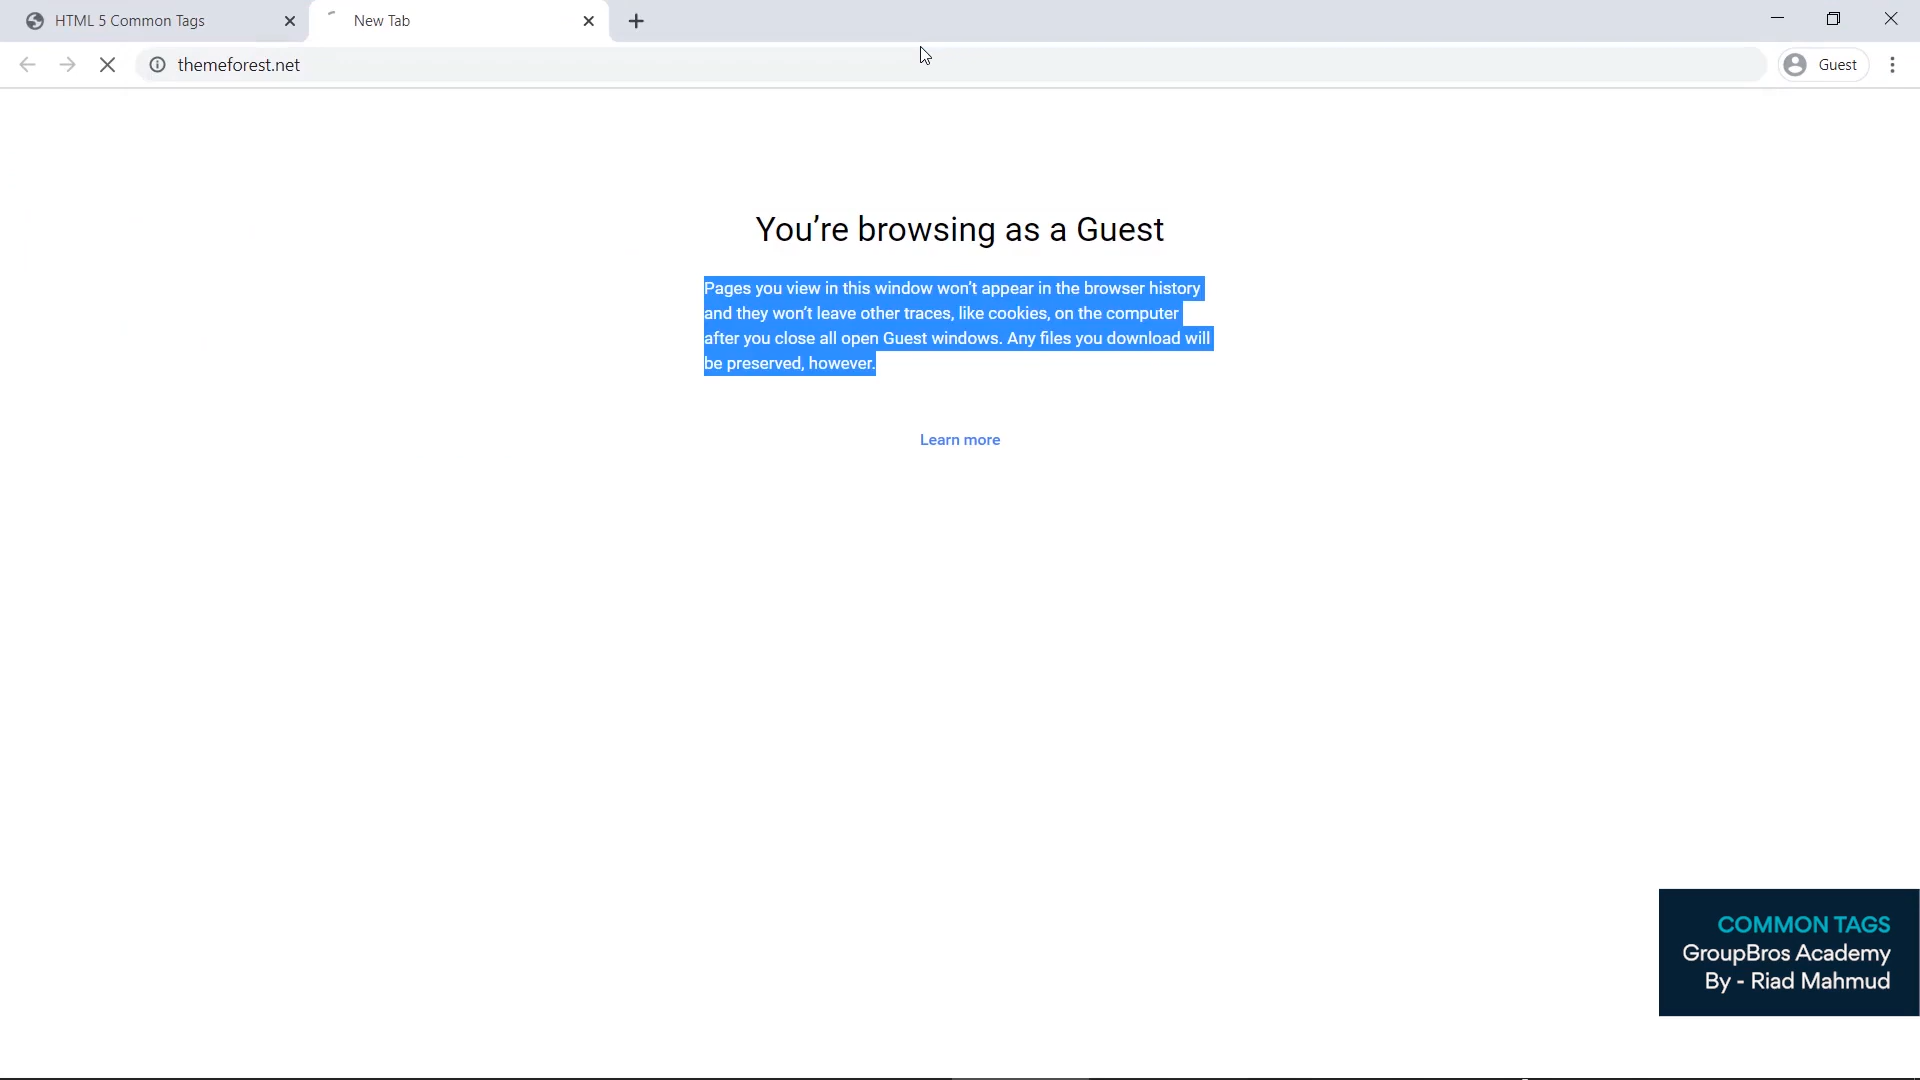 HTML 5 Common Tags
New Tab
themeforest.net
Guest
You're browsing as a Guest
Pages you view in this window won't appear in the browser history
and they won't leave other traces, like cookies, on the computer
after you close all open Guest windows. Any files you download will
be preserved, however.
Learn more
COMMON TAGS
GroupBros Academy
By - Riad Mahmud